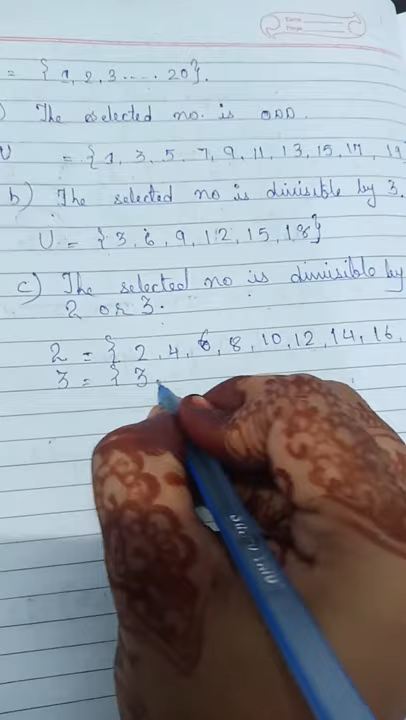 = { 1, 2, 3 ..... 20}.
) The selected no. is ODD.
U = { 1, 3, 5, 7, 9, 11, 13, 15, 17, 19
b) The selected no is divisible by 3.
U = { 3, 6, 9, 12, 15, 18}
c) The selected no is divisible by
2 or 3.
2 = { 2, 4, 6, 8, 10, 12, 14, 16,
3 = { 3,